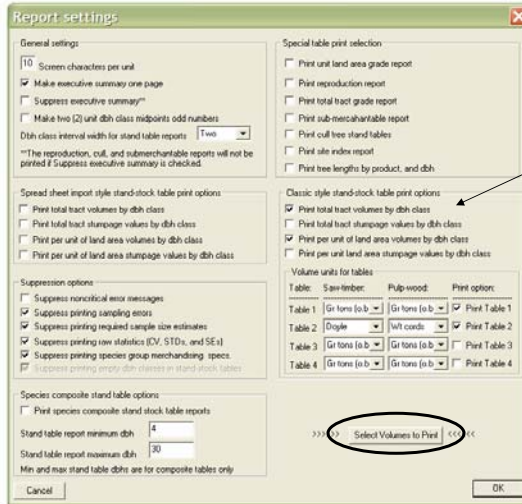 Report settings
General settings
10 Screen characters per unit
Make executive summary one page
Suppress executive summary**
Make two (2) unit dbh class midpoints odd numbers
Dbh class interval width for stand table reports Two
**The reproduction, cull, and submerchantable reports will not be
printed if Suppress executive summary is checked.
Spread sheet import style stand-stock table print options
Print total tract volumes by dbh class
Print total tract stumpage values by dbh class
Print per unit of land area volumes by dbh class
Print per unit of land area stumpage values by dbh class
Suppression options
Suppress noncritical error messages
Suppress printing sampling errors
Suppress printing required sample size estimates
Suppress printing raw statistics (CV, STDs, and SEs)
Suppress printing species group merchandising specs.
Suppress printing empty dbh classes in stand-stock tables
Species composite stand table options
Print species composite stand stock table reports
Stand table report minimum dbh 4
Stand table report maximum dbh 30
Min and max stand table dbhs are for composite tables only
Cancel
Special table print selection
Print unit land area grade report
Print reproduction report
Print total tract grade report
Print sub-mercahantable report
Print cull tree stand tables
Print site index report
Print tree lengths by product, and dbh
Classic style stand-stock table print options
Print total tract volumes by dbh class
Print total tract stumpage values by dbh class
Print per unit of land area volumes by dbh class
Print per unit land area stumpage values by dbh class
Volume units for tables
Table: Saw-timber: Pulp-wood: Print option:
Table 1 Gr tons (o.b Gr tons (o.b Print Table 1
Table 2 Doyle Wt cords Print Table 2
Table 3 Gr tons (o.b Gr tons (o.b Print Table 3
Table 4 Gr tons (o.b Gr tons (o.b Print Table 4
>>> >> Select Volumes to Print <<< <<
OK